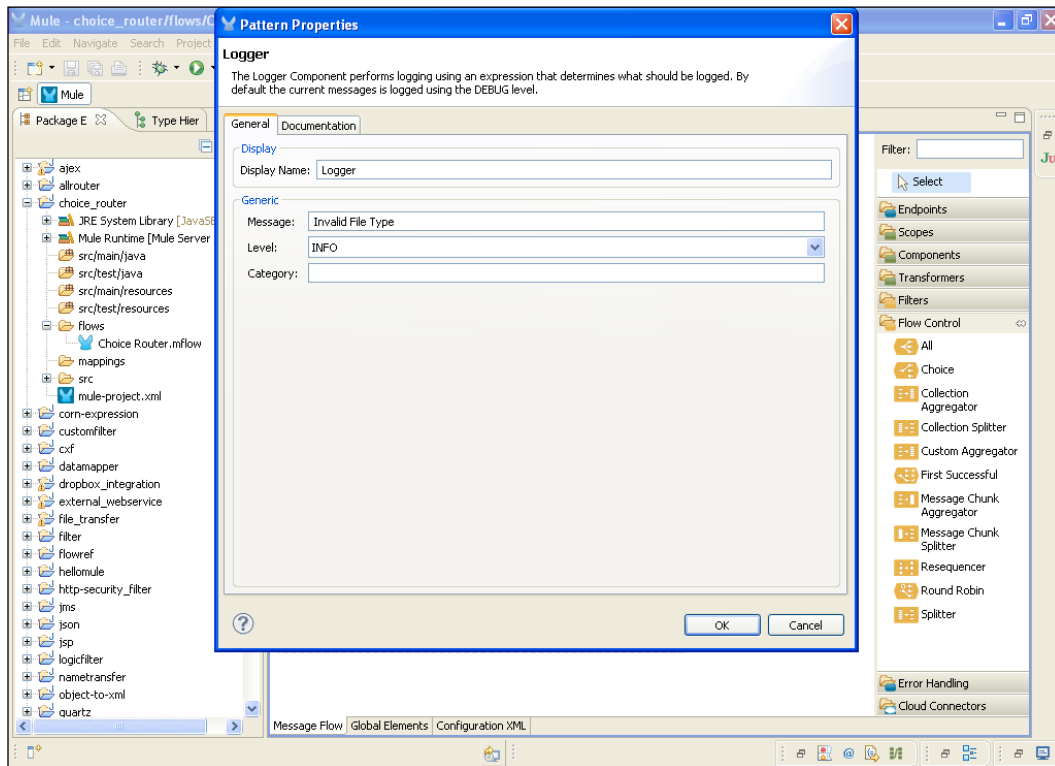 Mule - choice_router/flows/C
File Edit Navigate Search Project
Mule
Package E
Type Hier
ajex
allrouter
choice_router
JRE System Library [JavaSE
Mule Runtime [Mule Server
src/main/java
src/test/java
src/main/resources
src/test/resources
flows
Choice Router.mflow
mappings
src
mule-project.xml
corn-expression
customfilter
cxf
datamapper
dropbox_integration
external_webservice
file_transfer
filter
flowref
hellomule
http-security_filter
jms
json
jsp
logicfilter
nametransfer
object-to-xml
quartz
Pattern Properties
Logger
The Logger Component performs logging using an expression that determines what should be logged. By
default the current messages is logged using the DEBUG level.
General Documentation
Display
Display Name: Logger
Generic
Message: Invalid File Type
Level: INFO
Category:
?
OK Cancel
Message Flow Global Elements Configuration XML
Filter:
Select
Endpoints
Scopes
Components
Transformers
Filters
Flow Control
All
Choice
Collection
Aggregator
Collection Splitter
Custom Aggregator
First Successful
Message Chunk
Aggregator
Message Chunk
Splitter
Resequencer
Round Robin
Splitter
Error Handling
Cloud Connectors
Ju
@